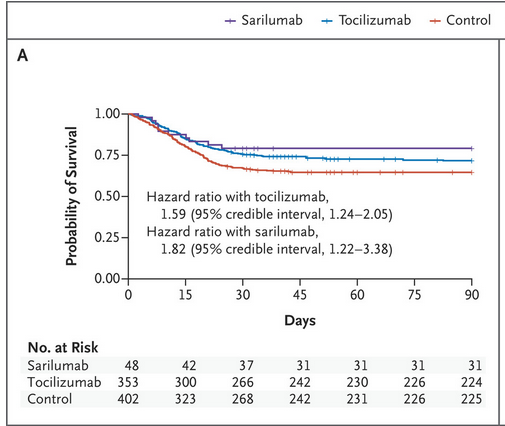 Sarilumab Tocilizumab Control
A
Probability of Survival
1.00
0.75
0.50
0.25
0.00
Hazard ratio with tocilizumab,
1.59 (95% credible interval, 1.24–2.05)
Hazard ratio with sarilumab,
1.82 (95% credible interval, 1.22–3.38)
0 15 30 45 60 75 90
Days
No. at Risk
Sarilumab 48 42 37 31 31 31 31
Tocilizumab 353 300 266 242 230 226 224
Control 402 323 268 242 231 226 225